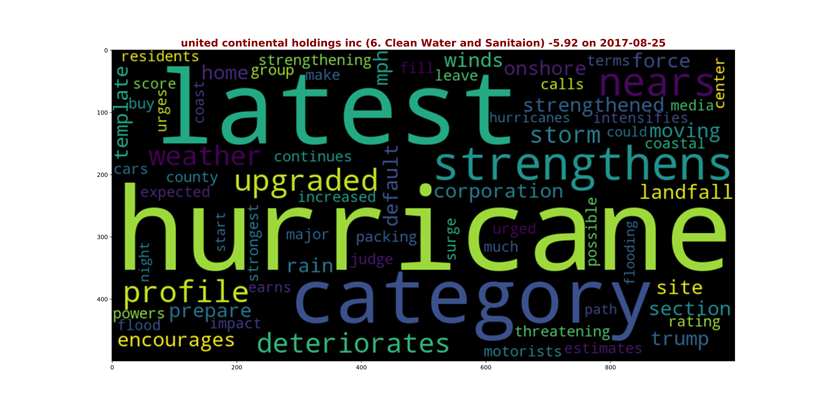 united continental holdings inc (6. Clean Water and Sanitaion) -5.92 on 2017-08-25
0
100
200
300
400
0
200
400
600
800
residents
strengthening
mph
fill
winds
terms
force
score
home
group
make
leave
onshore
nears
center
template
buy
urges
coast
latest
calls
strengthened
media
hurricanes
intensifies
storm
could
moving
coastal
weather
continues
cars
county
upgraded
default
strengthens
expected
increased
corporation
landfall
hurricane
night
start
strongest
major
packing
surge
urged
much
possible
flooding
rain
judge
profile
earns
category
site
powers
prepare
path
section
flood
impact
threatening
rating
encourages
deteriorates
motorists
estimates
trump